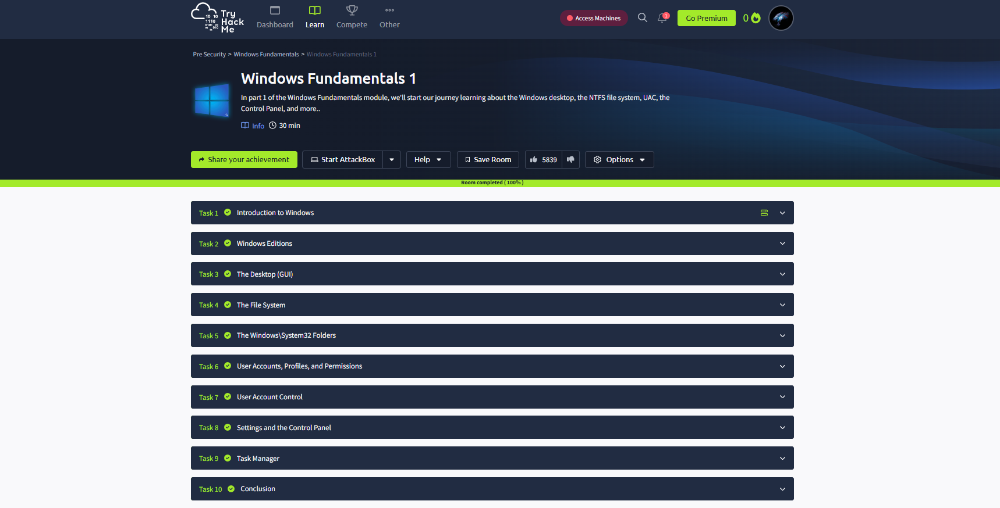 Try Hack Me
10 10
1110
0101 01
010
Dashboard
Learn
Compete
Other
Access Machines
1
Go Premium
0
Pre Security > Windows Fundamentals > Windows Fundamentals 1
Windows Fundamentals 1
In part 1 of the Windows Fundamentals module, we'll start our journey learning about the Windows desktop, the NTFS file system, UAC, the
Control Panel, and more..
Info 30 min
Share your achievement
Start AttackBox
Help
Save Room
5839
Options
Room completed ( 100% )
Task 1 Introduction to Windows
Task 2 Windows Editions
Task 3 The Desktop (GUI)
Task 4 The File System
Task 5 The Windows\System32 Folders
Task 6 User Accounts, Profiles, and Permissions
Task 7 User Account Control
Task 8 Settings and the Control Panel
Task 9 Task Manager
Task 10 Conclusion